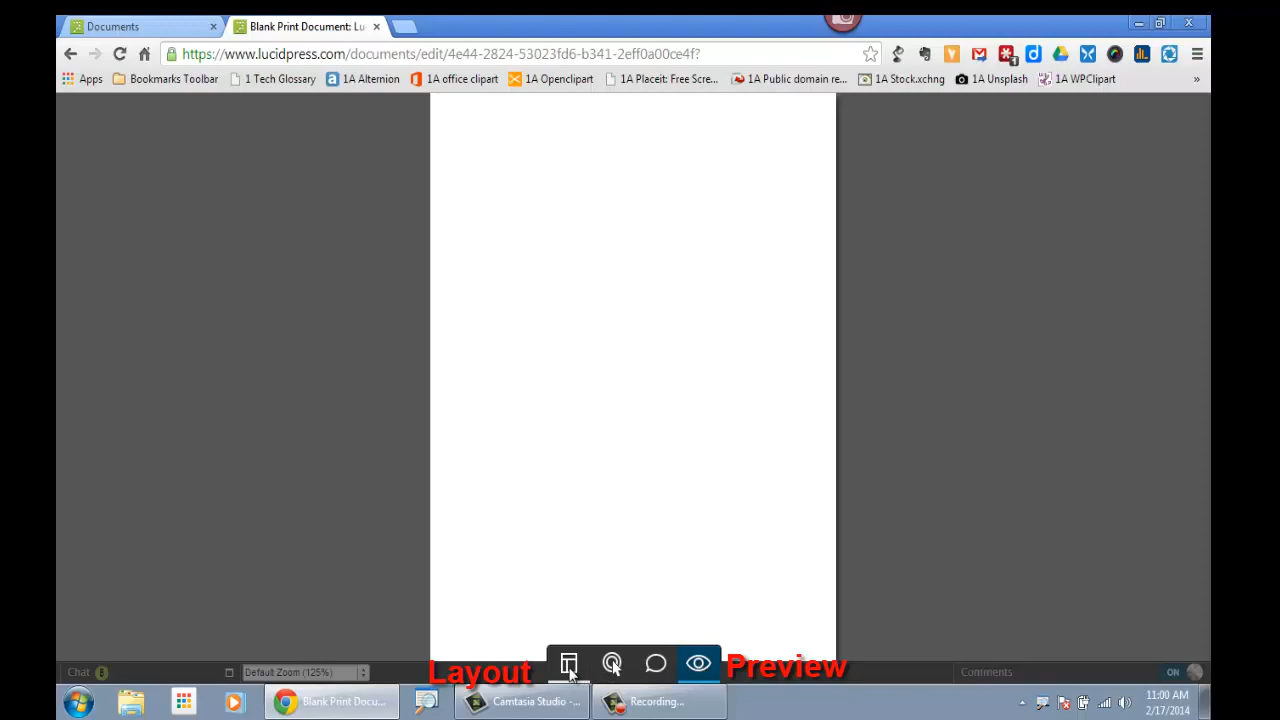 Documents
Blank Print Document: Lu
https://www.lucidpress.com/documents/edit/4e44-2824-53023fd6-b341-2eff0a00ce4f?
Apps Bookmarks Toolbar 1 Tech Glossary 1A Alternion 1A office clipart 1A Openclipart 1A Placeit: Free Scre... 1A Public domain re... 1A Stock.xchng 1A Unsplash 1A WPClipart »
Layout Preview
Chat Default Zoom (125%) Comments ON
Blank Print Docu... Camtasia Studio -... Recording... 11:00 AM
2/17/2014